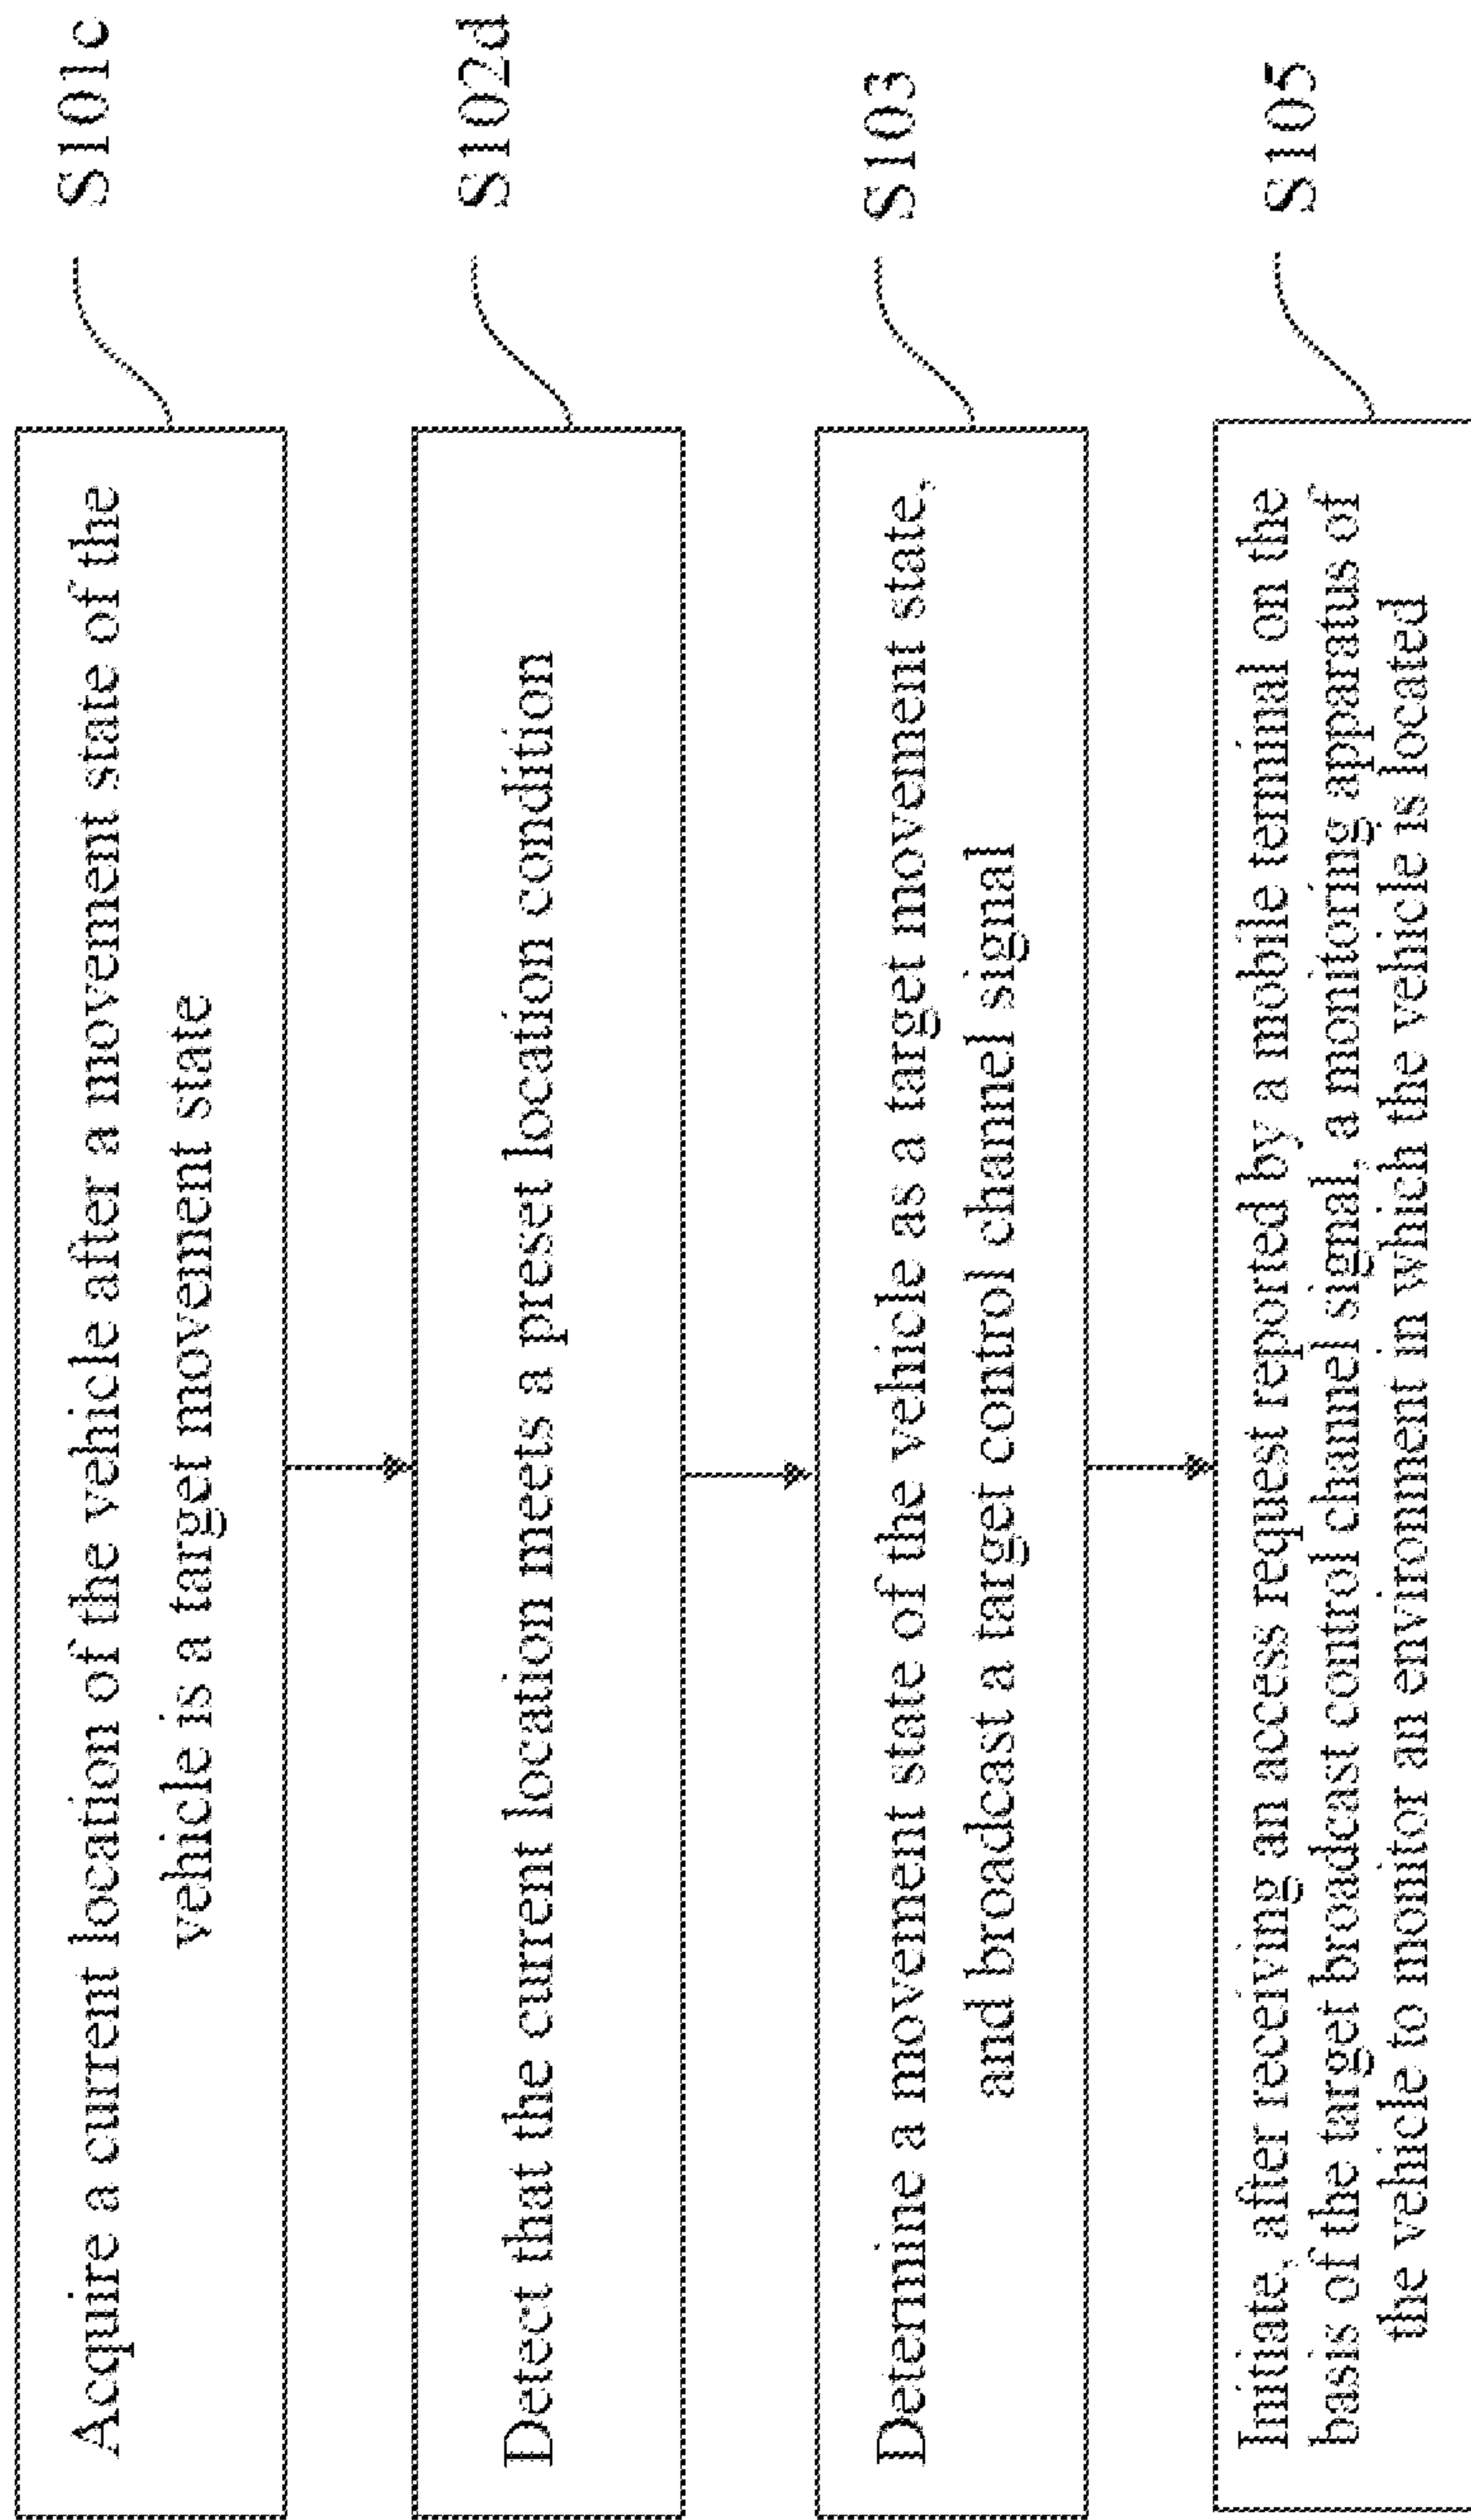 Acquire a current location of the vehicle after a movement state of the
vehicle is a target movement state
S101c
Detect that the current location meets a preset location condition
S102d
Determine a movement state of the vehicle as a target movement state,
and broadcast a target control channel signal
S103
Initiate, after receiving an access request reported by a mobile terminal on the
basis of the target broadcast control channel signal, a monitoring apparatus of
the vehicle to monitor an environment in which the vehicle is located
S105